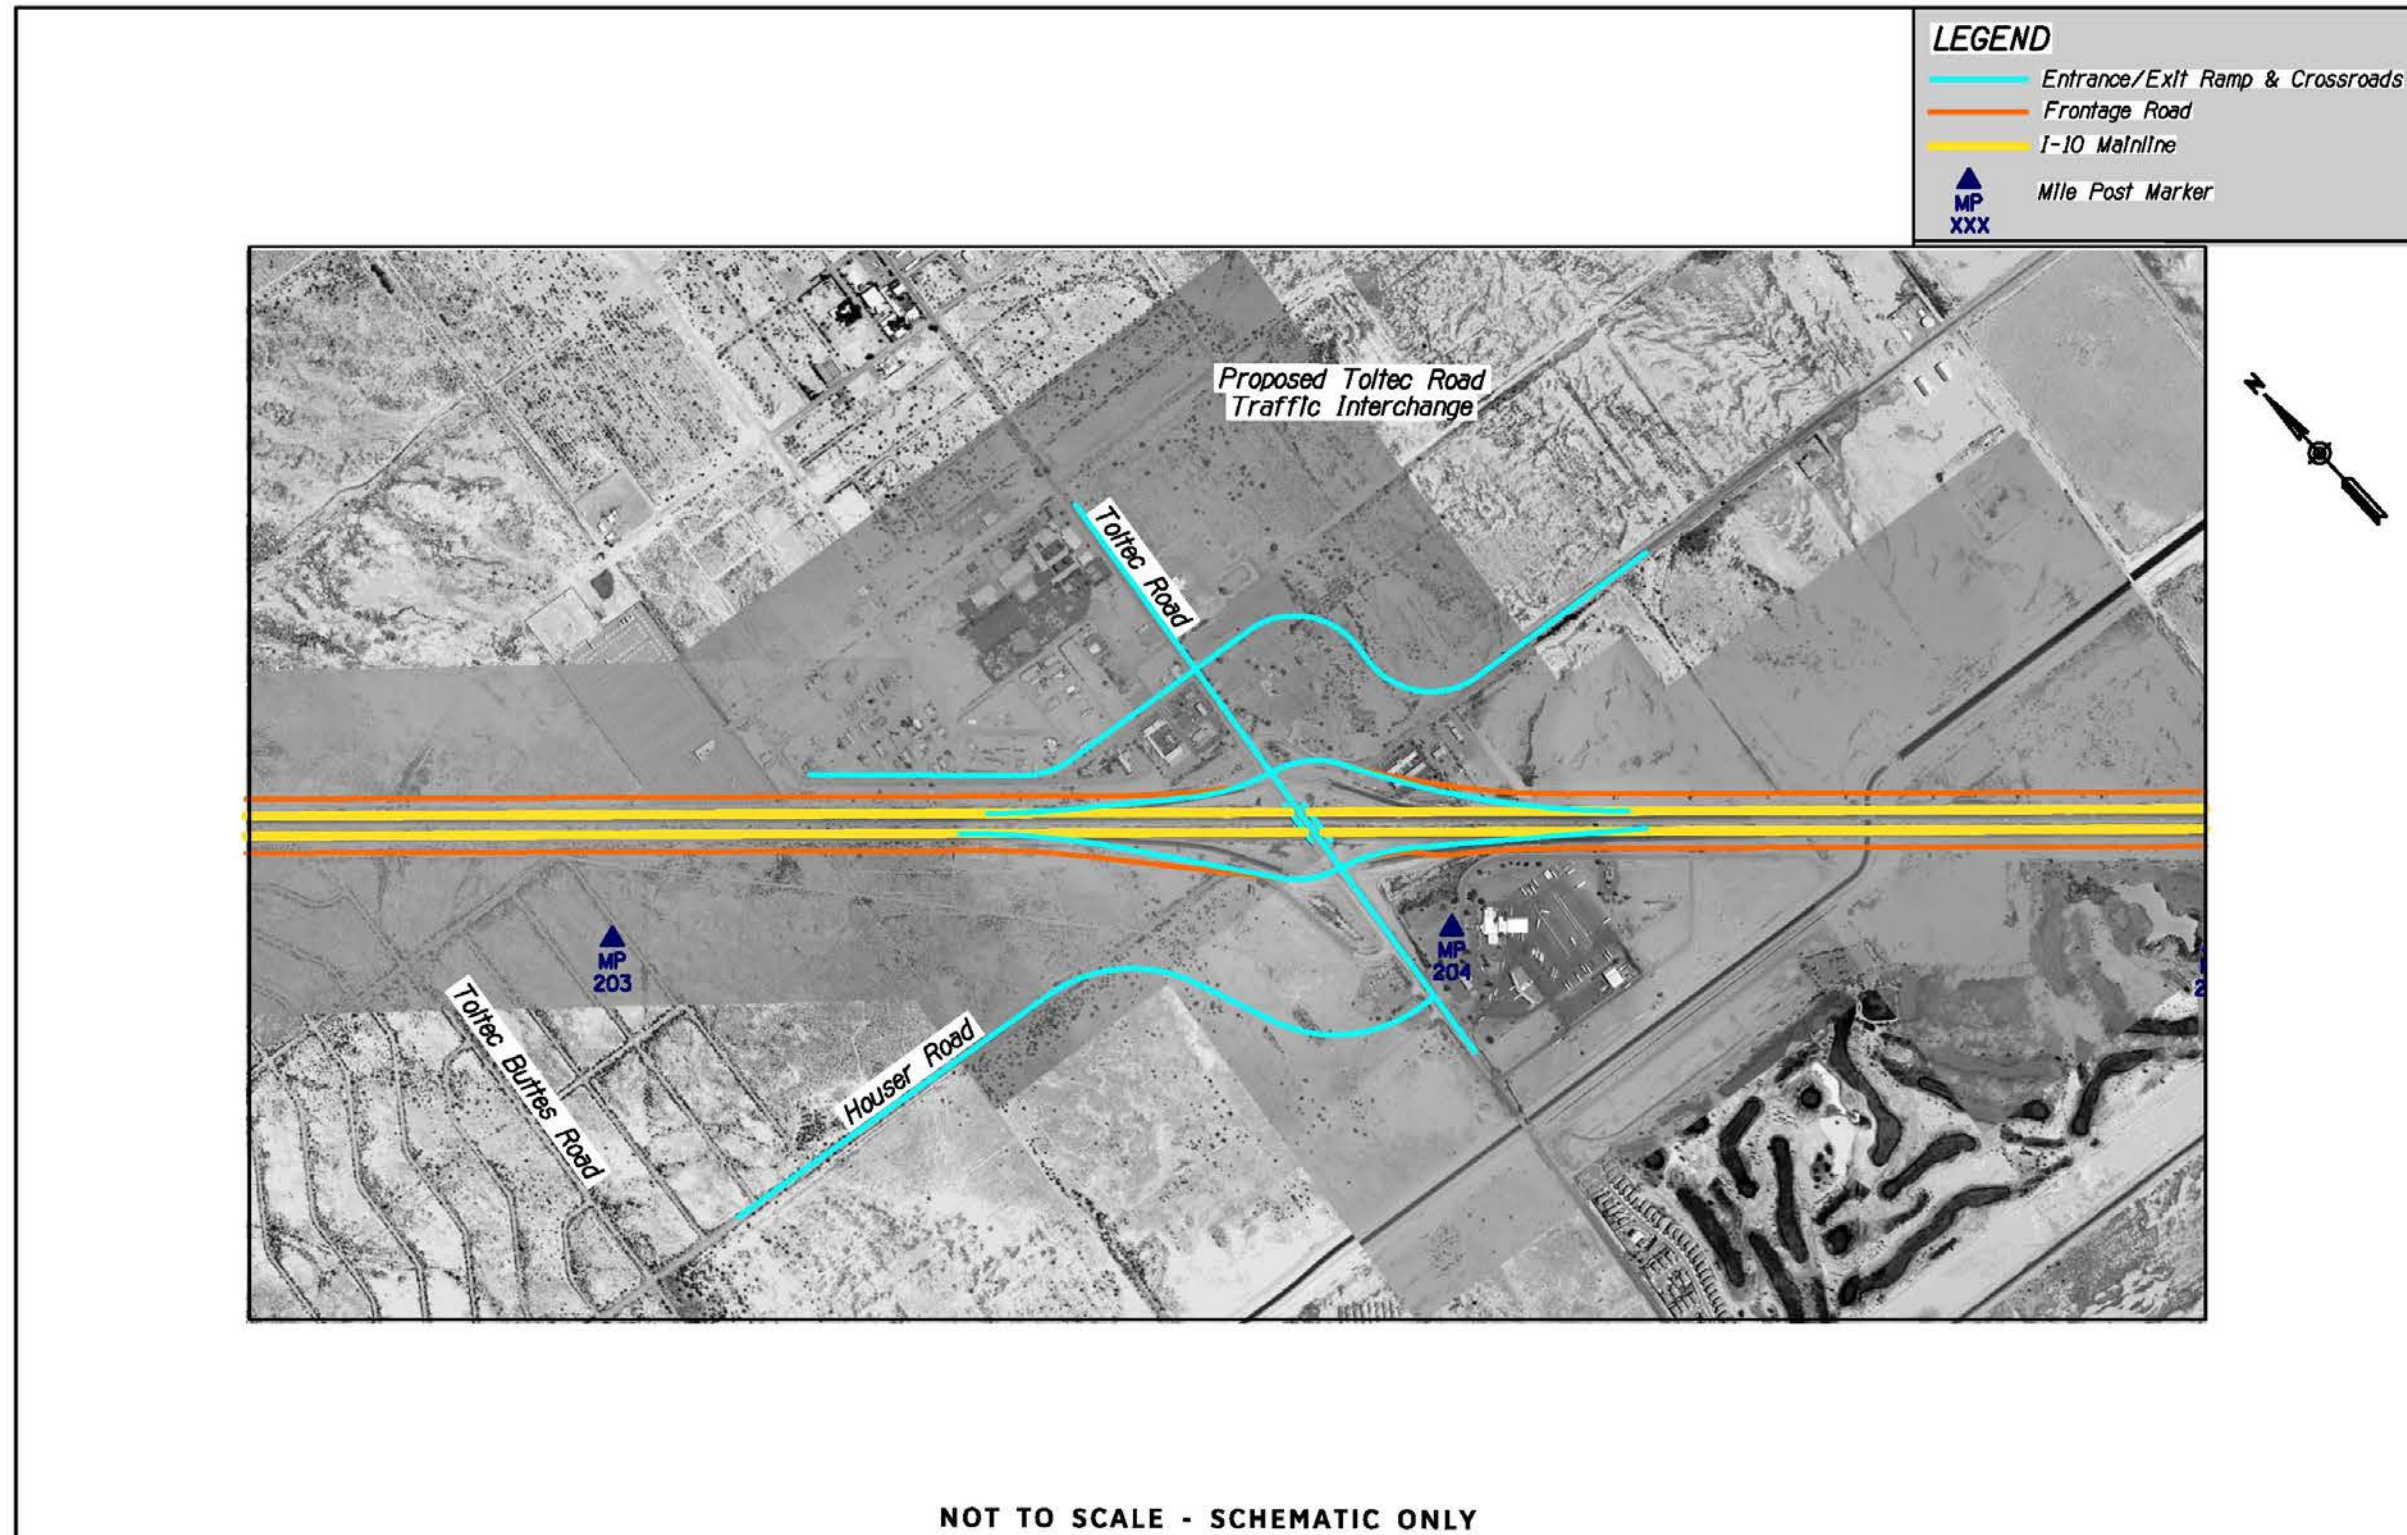 LEGEND
Entrance/Exit Ramp & Crossroads
Frontage Road
I-10 Mainline
MP
XXX
Mile Post Marker
Proposed Toltec Road
Traffic Interchange
N
Toltec Road
MP
203
MP
204
Toltec Buttes Road
Houser Road
NOT TO SCALE - SCHEMATIC ONLY